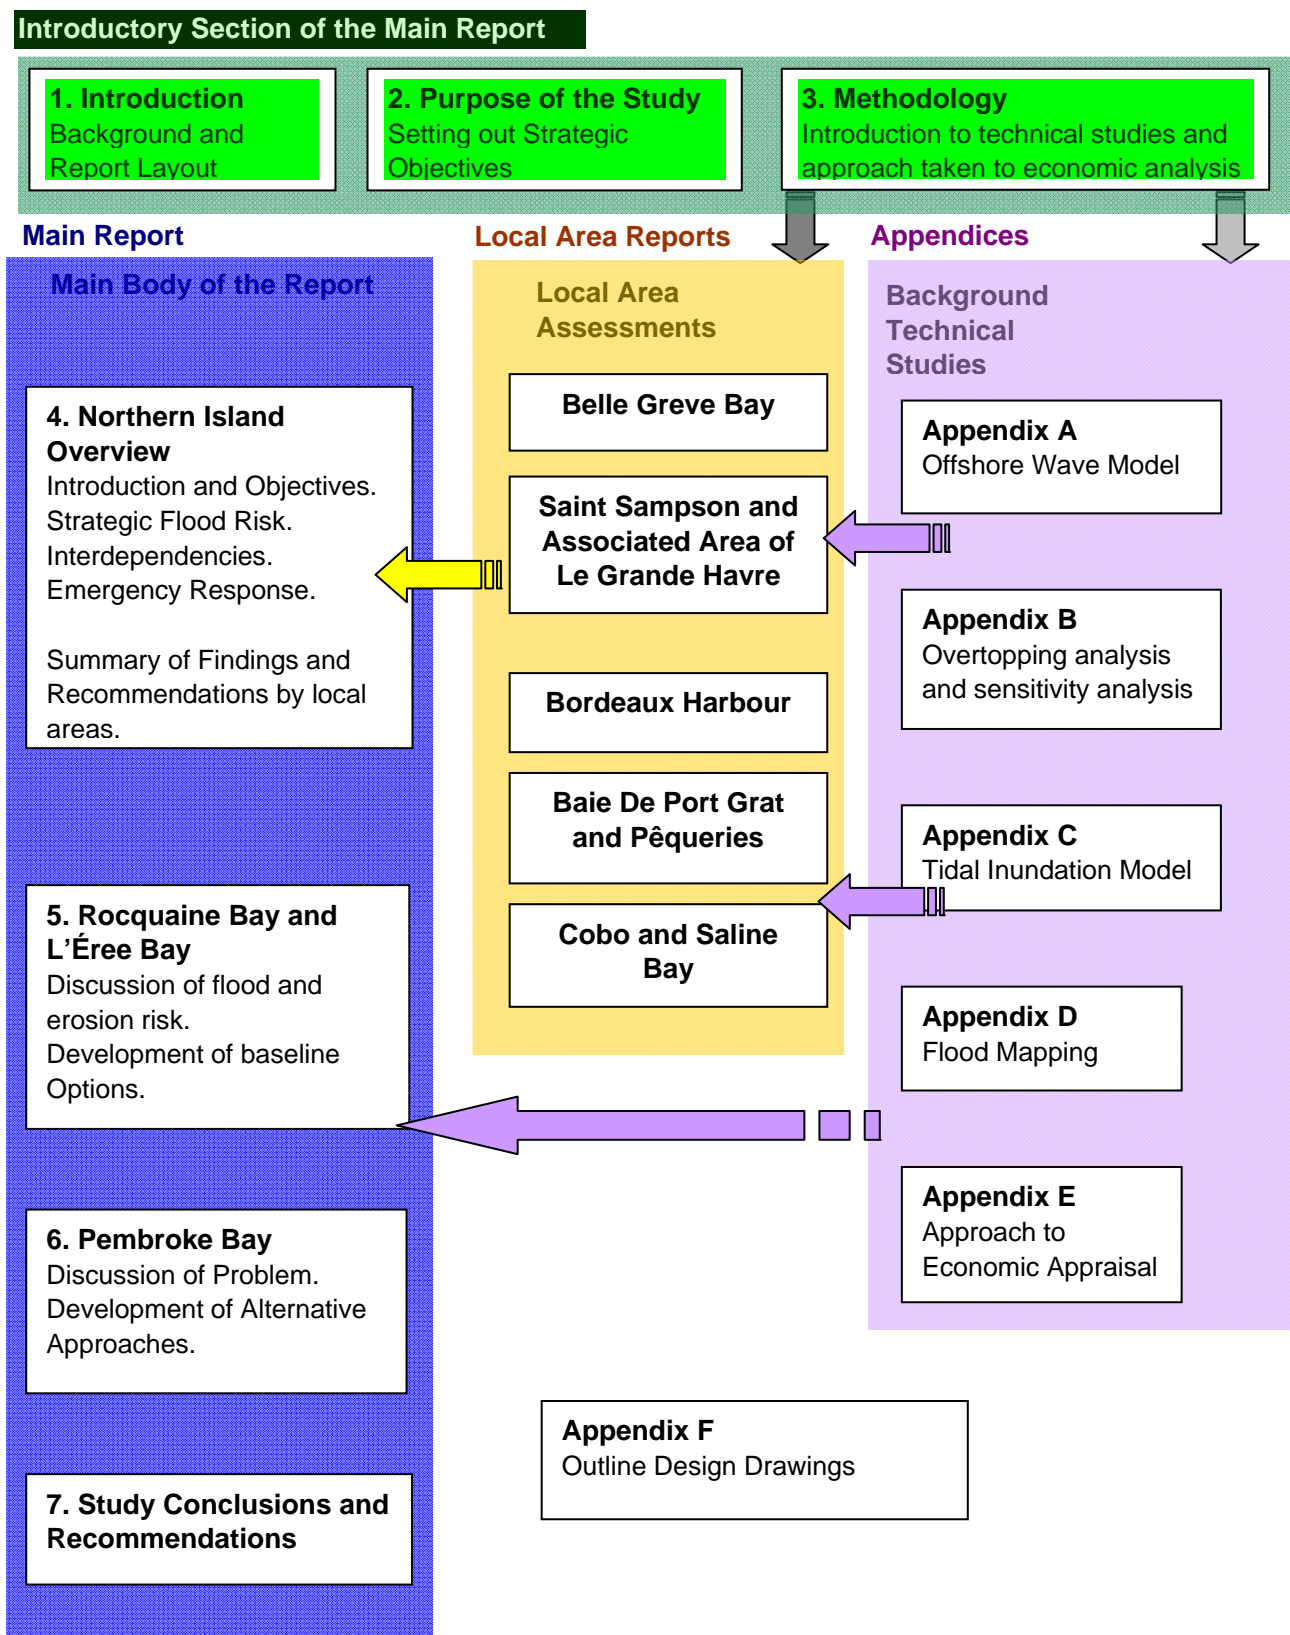 Introductory Section of the Main Report
1. Introduction
Background and
Report Layout
2. Purpose of the Study
Setting out Strategic
Objectives
3. Methodology
Introduction to technical studies and
approach taken to economic analysis
Main Report
Main Body of the Report
4. Northern Island
Overview
Introduction and Objectives.
Strategic Flood Risk.
Interdependencies.
Emergency Response.
Summary of Findings and
Recommendations by local
areas.
5. Rocquaine Bay and
L'Éree Bay
Discussion of flood and
erosion risk.
Development of baseline
Options.
6. Pembroke Bay
Discussion of Problem.
Development of Alternative
Approaches.
7. Study Conclusions and
Recommendations
Local Area Reports
Local Area
Assessments
Belle Greve Bay
Saint Sampson and
Associated Area of
Le Grande Havre
Bordeaux Harbour
Baie De Port Grat
and Pêqueries
Cobo and Saline
Bay
Appendices
Background
Technical
Studies
Appendix A
Offshore Wave Model
Appendix B
Overtopping analysis
and sensitivity analysis
Appendix C
Tidal Inundation Model
Appendix D
Flood Mapping
Appendix E
Approach to
Economic Appraisal
Appendix F
Outline Design Drawings